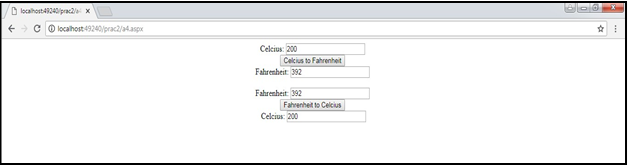 localhost:49240/prac2/a4
localhost:49240/prac2/a4.aspx
Celcius: 200
Celcius to Fahrenheit
Fahrenheit: 392
Fahrenheit: 392
Fahrenheit to Celcius
Celcius: 200